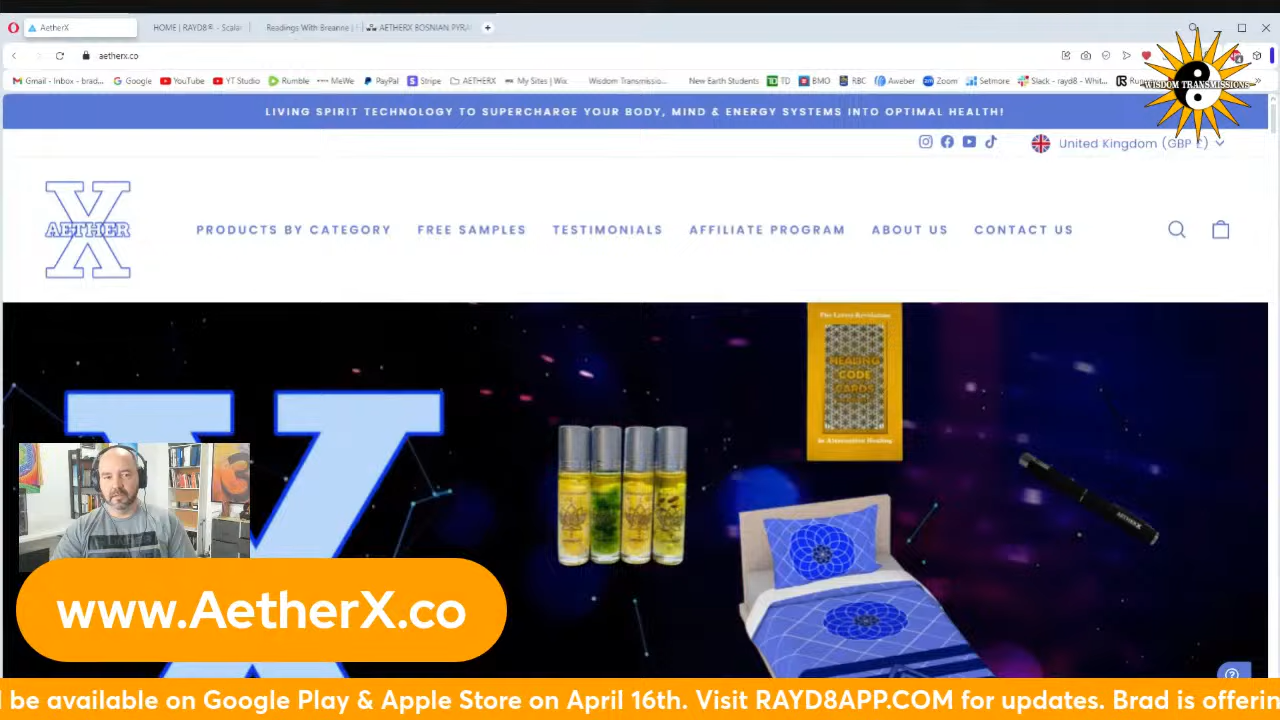 AetherX
HOME | RAYD8® - Scalar
Readings With Breanne |
AETHERX BOSNIAN PYRA
aetherx.co
Gmail - Inbox - brad... Google YouTube YT Studio Rumble MeWe PayPal Stripe AETHERX My Sites | Wix Wisdom Transmissio... New Earth Students TD BMO RBC Aweber Zoom Setmore Slack - rayd8 - Whit...
WISDOM TRANSMISSIONS
LIVING SPIRIT TECHNOLOGY TO SUPERCHARGE YOUR BODY, MIND & ENERGY SYSTEMS INTO OPTIMAL HEALTH!
United Kingdom (GBP £)
AETHER X
PRODUCTS BY CATEGORY FREE SAMPLES TESTIMONIALS AFFILIATE PROGRAM ABOUT US CONTACT US
X
HEALING
CODE
CARDS
In Alternative Healing
AETHERX
www.AetherX.co
l be available on Google Play & Apple Store on April 16th. Visit RAYD8APP.COM for updates. Brad is offerin